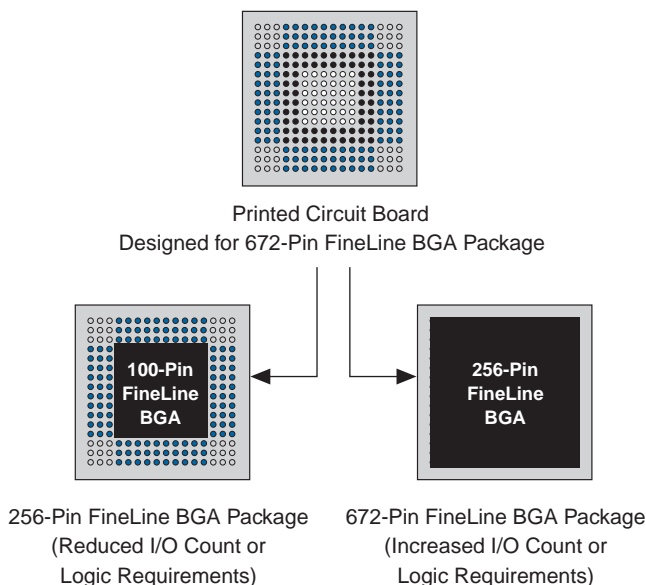 Printed Circuit Board
Designed for 672-Pin FineLine BGA Package
100-Pin
FineLine
BGA
256-Pin
FineLine
BGA
256-Pin FineLine BGA Package
(Reduced I/O Count or
Logic Requirements)
672-Pin FineLine BGA Package
(Increased I/O Count or
Logic Requirements)